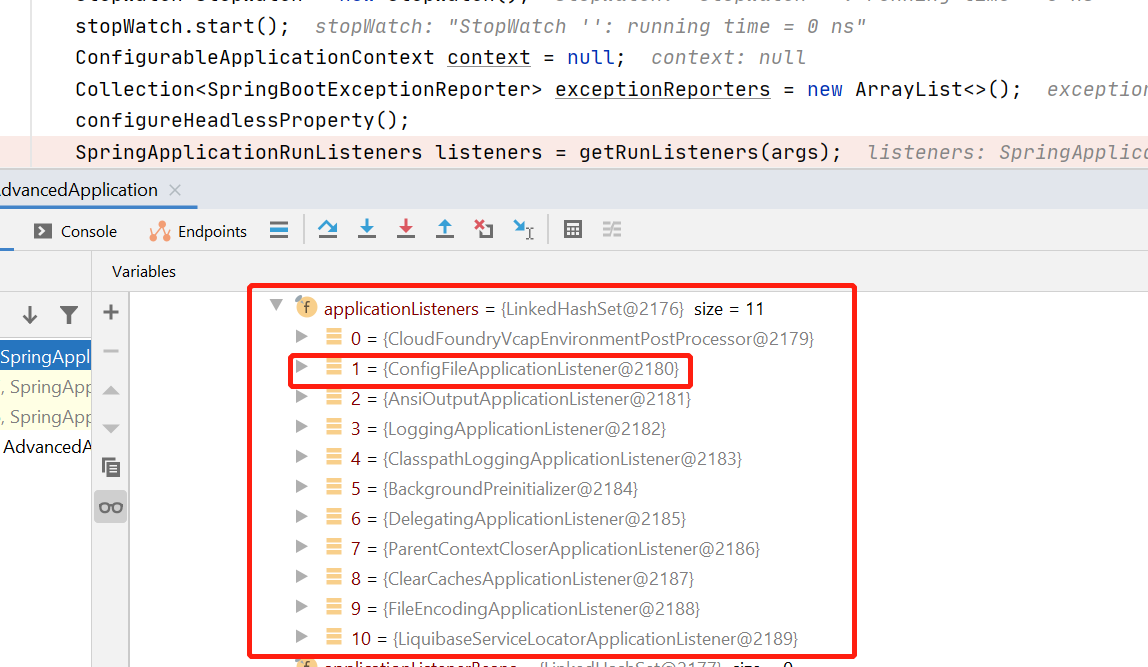 stopWatch.start();  stopWatch: "StopWatch '': running time = 0 ns"
ConfigurableApplicationContext context = null;  context: null
Collection<SpringBootExceptionReporter> exceptionReporters = new ArrayList<>();  exception
configureHeadlessProperty();
SpringApplicationRunListeners listeners = getRunListeners(args);  listeners: SpringApplic
dvancedApplication
Console Endpoints
Variables
applicationListeners = {LinkedHashSet@2176} size = 11
0 = {CloudFoundryVcapEnvironmentPostProcessor@2179}
SpringAppl
1 = {ConfigFileApplicationListener@2180}
, SpringApp
2 = {AnsiOutputApplicationListener@2181}
, SpringApp
3 = {LoggingApplicationListener@2182}
AdvancedA
4 = {ClasspathLoggingApplicationListener@2183}
5 = {BackgroundPreinitializer@2184}
6 = {DelegatingApplicationListener@2185}
7 = {ParentContextCloserApplicationListener@2186}
8 = {ClearCachesApplicationListener@2187}
9 = {FileEncodingApplicationListener@2188}
10 = {LiquibaseServiceLocatorApplicationListener@2189}